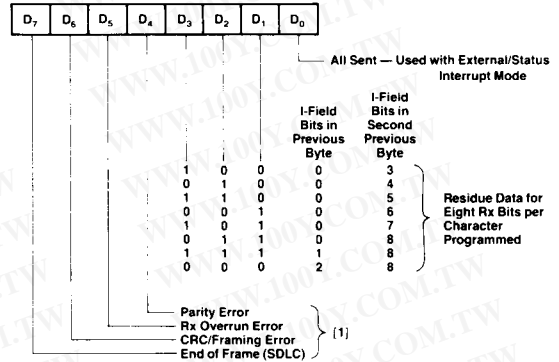 D7 D6 D5 D4 D3 D2 D1 D0
All Sent — Used with External/Status
Interrupt Mode
I-Field
Bits in
Previous
Byte
I-Field
Bits in
Second
Previous
Byte
1 0 0 0 3
0 1 0 0 4
1 1 0 0 5
0 0 1 0 6
1 0 1 0 7
0 1 1 0 8
1 1 1 1 8
0 0 0 2 8
Residue Data for
Eight Rx Bits per
Character
Programmed
Parity Error
Rx Overrun Error
CRC/Framing Error
End of Frame (SDLC)
[1]
WWW.100Y.COM.TW